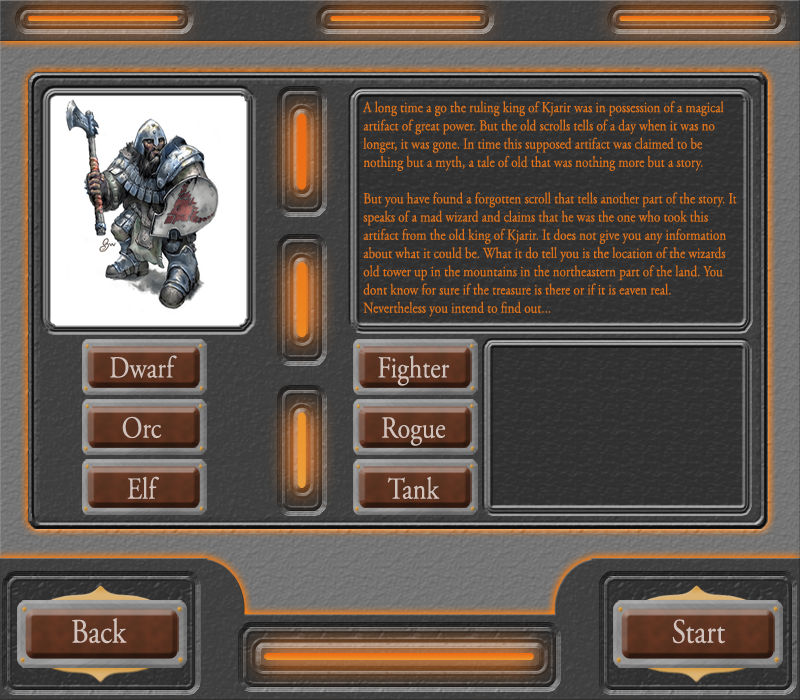 A long time a go the ruling king of Kjarir was in possession of a magical
artifact of great power. But the old scrolls tells of a day when it was no
longer, it was gone. In time this supposed artifact was claimed to be
nothing but a myth, a tale of old that was nothing more but a story.
But you have found a forgotten scroll that tells another part of the story. It
speaks of a mad wizard and claims that he was the one who took this
artifact from the old king of Kjarir. It does not give you any information
about what it could be. What it do tell you is the location of the wizards
old tower up in the mountains in the northeastern part of the land. You
dont know for sure if the treasure is there or if it is eaven real.
Nevertheless you intend to find out...
Dwarf
Orc
Elf
Fighter
Rogue
Tank
Back
Start